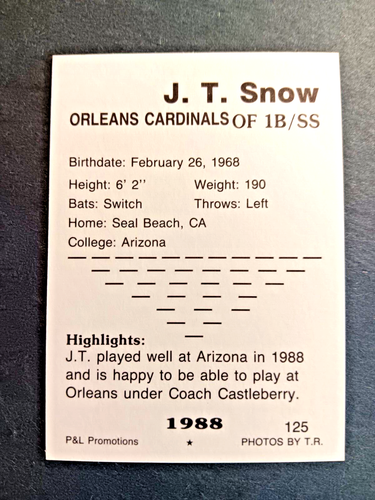 J. T. Snow
ORLEANS CARDINALS OF 1B/SS
Birthdate: February 26, 1968
Height: 6' 2'' Weight: 190
Bats: Switch Throws: Left
Home: Seal Beach, CA
College: Arizona
Highlights:
J.T. played well at Arizona in 1988
and is happy to be able to play at
Orleans under Coach Castleberry.
1988 125
P&L Promotions ★ PHOTOS BY T.R.